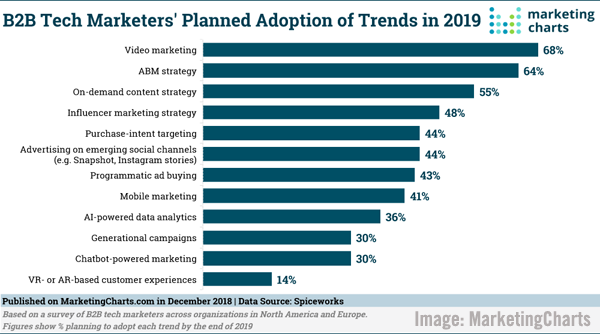 B2B Tech Marketers' Planned Adoption of Trends in 2019
marketing
charts
Video marketing 68%
ABM strategy 64%
On-demand content strategy 55%
Influencer marketing strategy 48%
Purchase-intent targeting 44%
Advertising on emerging social channels
(e.g. Snapshot, Instagram stories) 44%
Programmatic ad buying 43%
Mobile marketing 41%
AI-powered data analytics 36%
Generational campaigns 30%
Chatbot-powered marketing 30%
VR- or AR-based customer experiences 14%
Published on MarketingCharts.com in December 2018 | Data Source: Spiceworks
Based on a survey of B2B tech marketers across organizations in North America and Europe.
Figures show % planning to adopt each trend by the end of 2019
Image: MarketingCharts